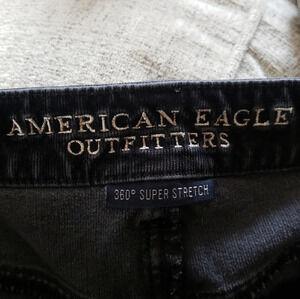 AMERICAN EAGLE
OUTFITTERS
360° SUPER STRETCH